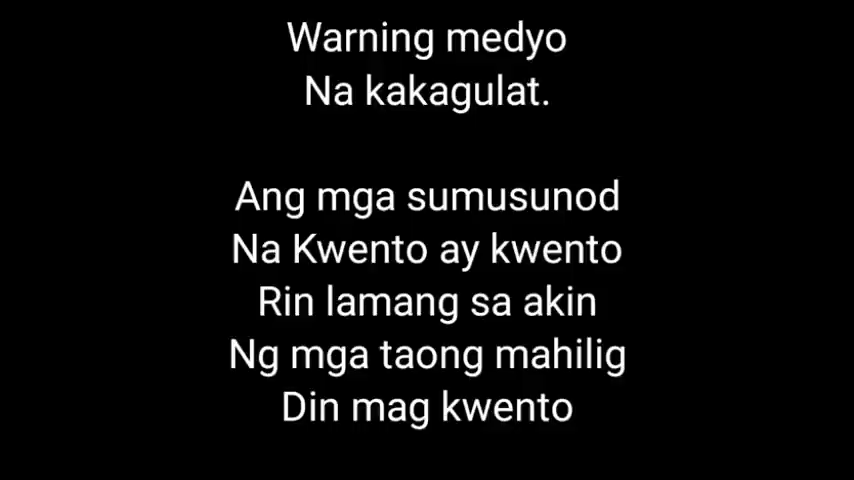 Warning medyo
Na kakagulat.
Ang mga sumusunod
Na Kwento ay kwento
Rin lamang sa akin
Ng mga taong mahilig
Din mag kwento